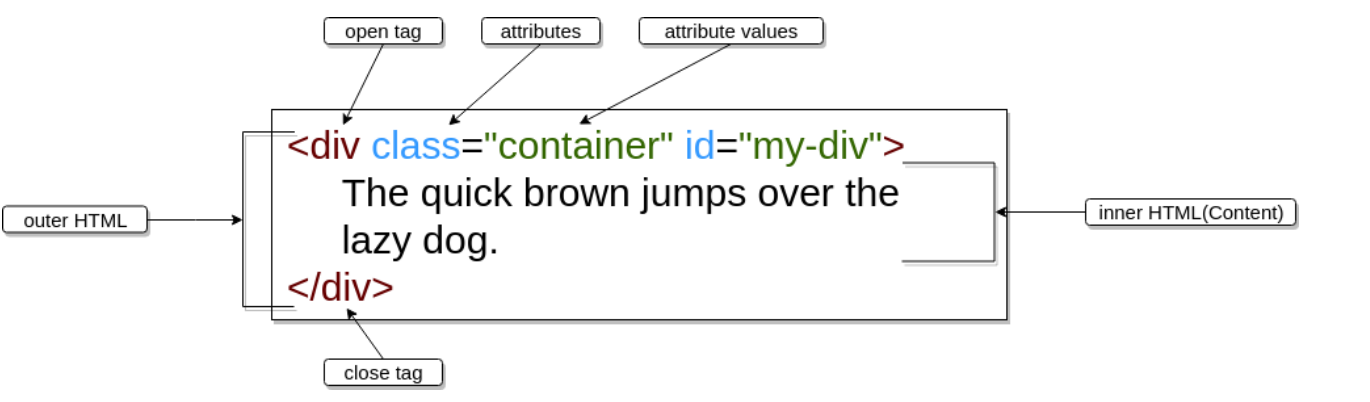 open tag
attributes
attribute values
<div class="container" id="my-div">
The quick brown jumps over the
lazy dog.
</div>
outer HTML
inner HTML(Content)
close tag